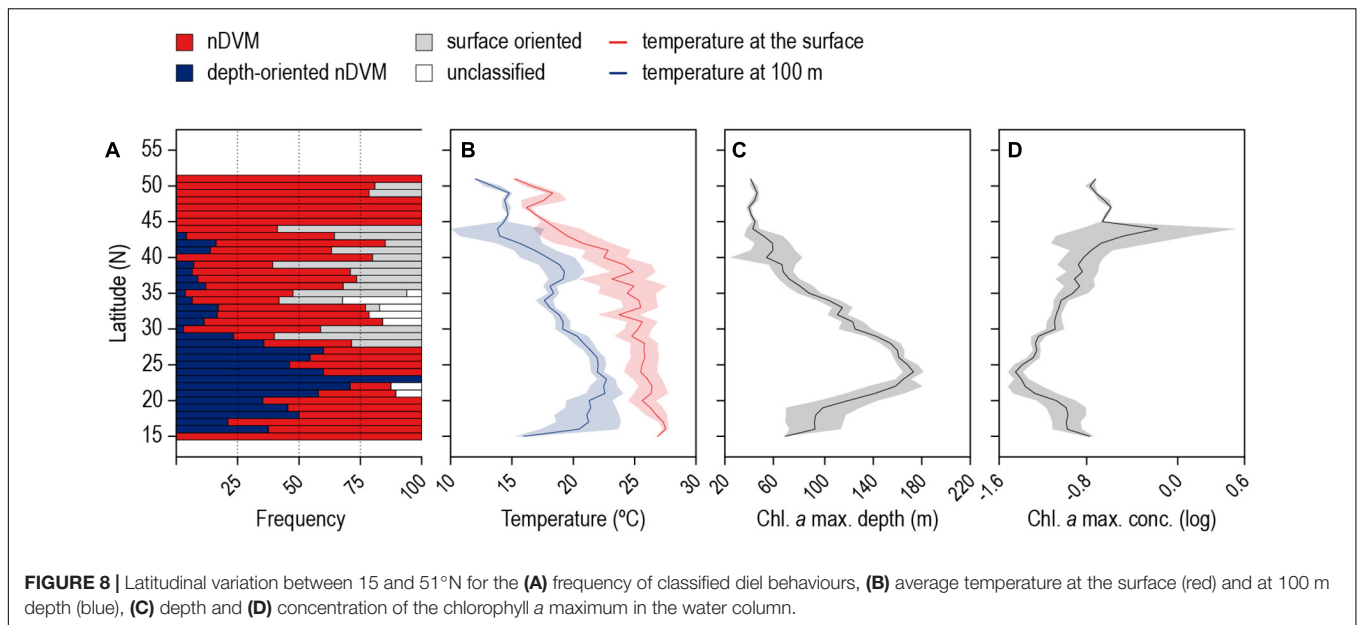 nDVM
surface oriented
temperature at the surface
depth-oriented nDVM
unclassified
temperature at 100 m
A
B
C
D
55
50
45
40
35
30
25
20
15
Latitude (N)
25
50
75
100
Frequency
10
15
20
25
30
Temperature (ºC)
20
60
100
140
180
220
Chl. a max. depth (m)
-1.6
-0.8
0.0
0.6
Chl. a max. conc. (log)
FIGURE 8 | Latitudinal variation between 15 and 51°N for the (A) frequency of classified diel behaviours, (B) average temperature at the surface (red) and at 100 m
depth (blue), (C) depth and (D) concentration of the chlorophyll a maximum in the water column.